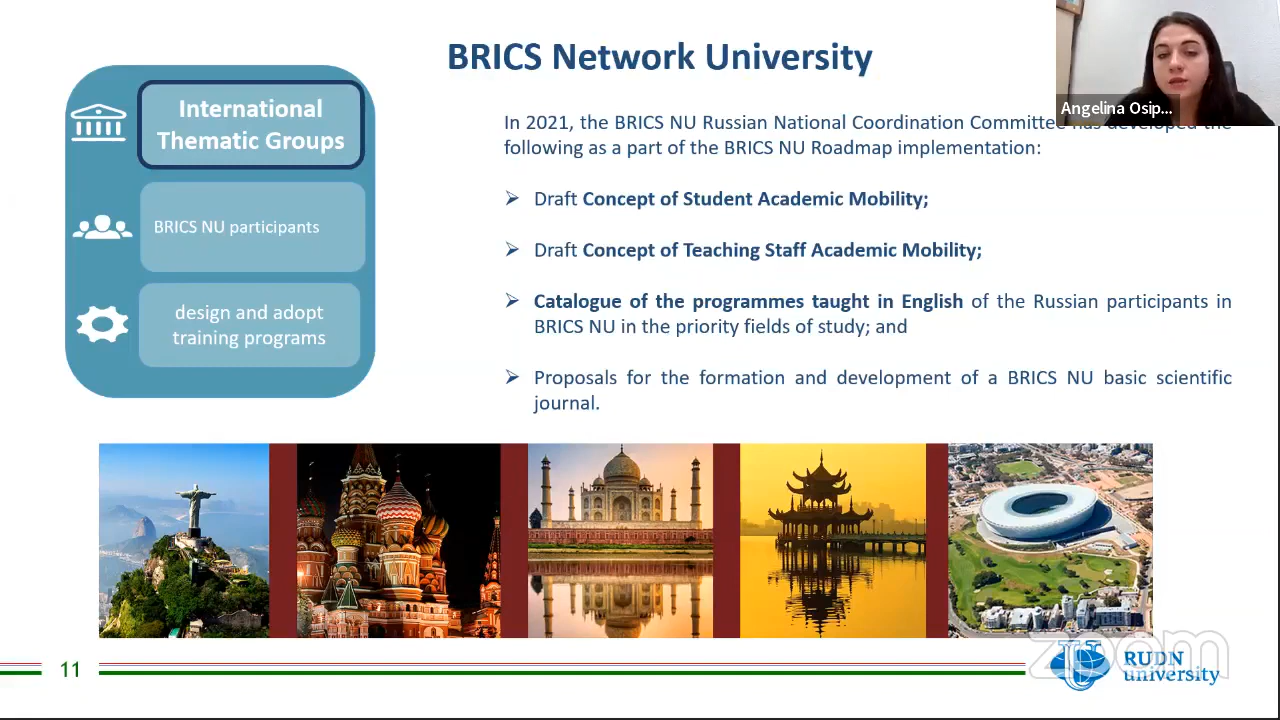 BRICS Network University
Angelina Osip...
International
Thematic Groups
BRICS NU participants
design and adopt
training programs
In 2021, the BRICS NU Russian National Coordination Committee has developed the
following as a part of the BRICS NU Roadmap implementation:
➢ Draft Concept of Student Academic Mobility;
➢ Draft Concept of Teaching Staff Academic Mobility;
➢ Catalogue of the programmes taught in English of the Russian participants in
BRICS NU in the priority fields of study; and
➢ Proposals for the formation and development of a BRICS NU basic scientific
journal.
11
zoom
RUDN
university